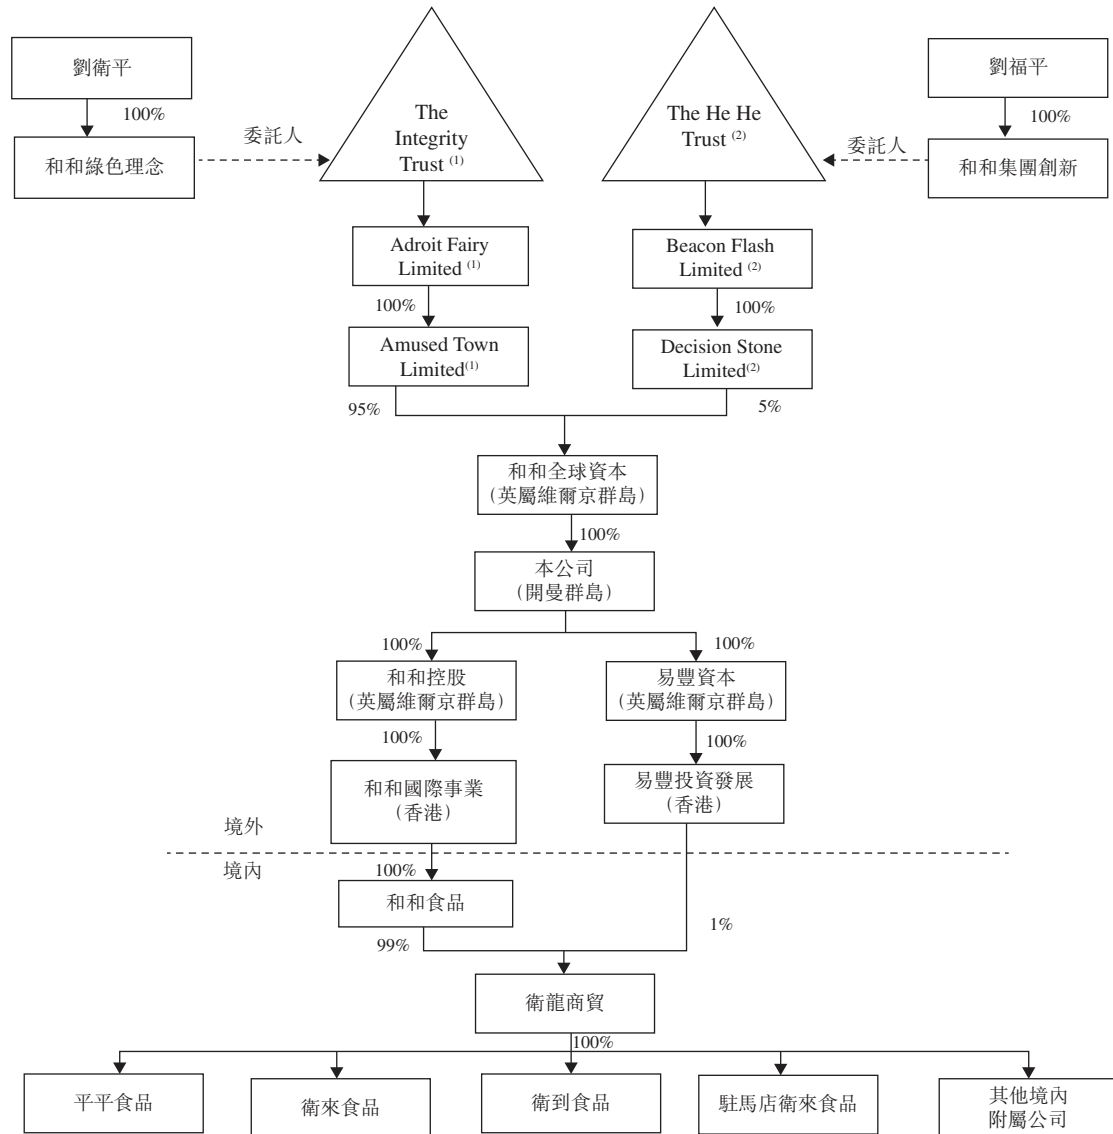 劉衛平
100%
和和綠色理念
委託人
The
Integrity
Trust (1)
The He He
Trust (2)
委託人
劉福平
100%
和和集團創新
Adroit Fairy
Limited (1)
100%
Amused Town
Limited(1)
95%
Beacon Flash
Limited (2)
100%
Decision Stone
Limited(2)
5%
和和全球資本
(英屬維爾京群島)
100%
本公司
(開曼群島)
100%
100%
和和控股
(英屬維爾京群島)
易豐資本
(英屬維爾京群島)
100%
100%
和和國際事業
(香港)
易豐投資發展
(香港)
境外
境內
100%
和和食品
99%
1%
衛龍商貿
100%
平平食品
衛來食品
衛到食品
駐馬店衛來食品
其他境內
附屬公司